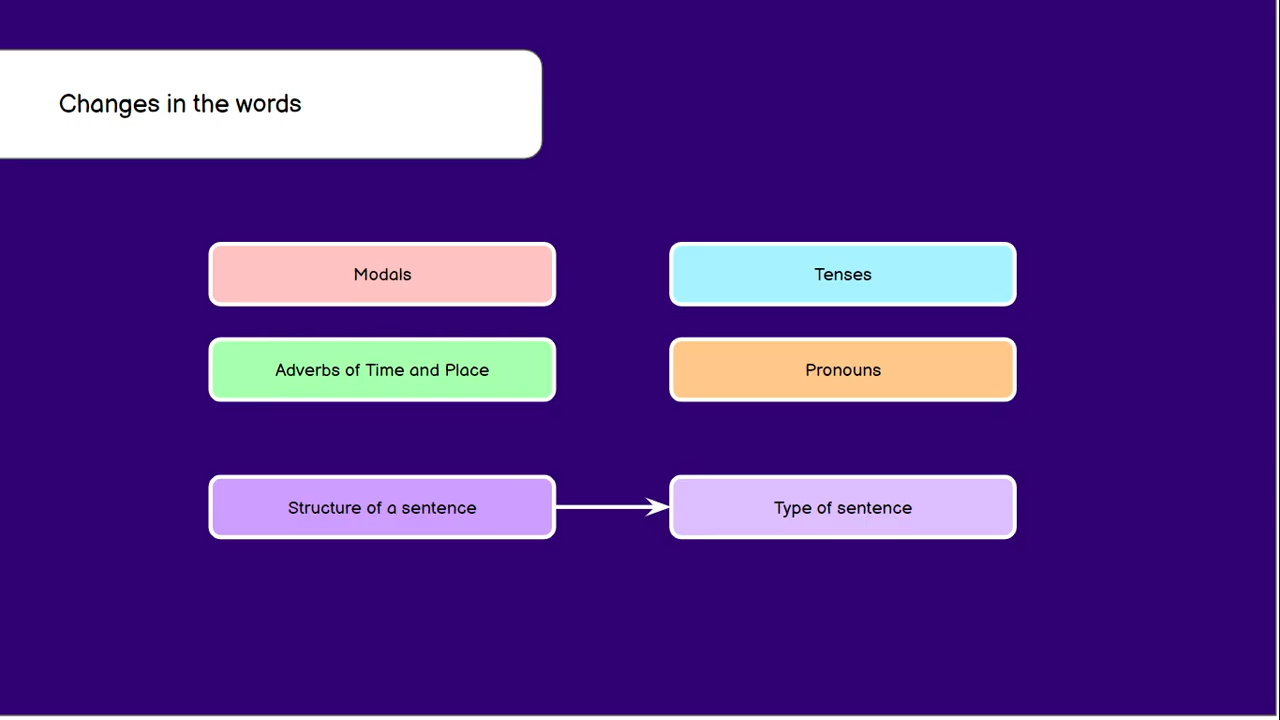 Changes in the words
Modals
Tenses
Adverbs of Time and Place
Pronouns
Structure of a sentence
Type of sentence